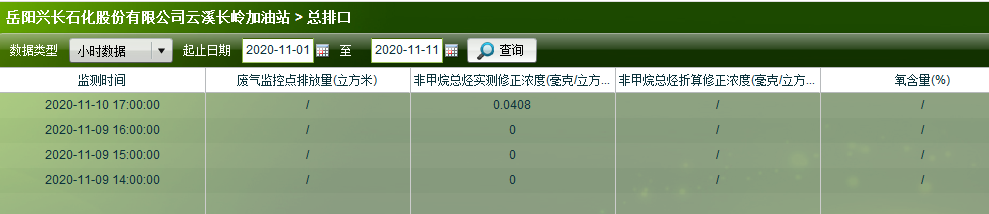 岳阳兴长石化股份有限公司云溪长岭加油站 > 总排口
数据类型 小时数据 起止日期 2020-11-01 至 2020-11-11 查询
监测时间 废气监控点排放量(立方米) 非甲烷总烃实测修正浓度(毫克/立方... 非甲烷总烃折算修正浓度(毫克/立方... 氧含量(%)
2020-11-10 17:00:00 / 0.0408 / /
2020-11-09 16:00:00 / 0 / /
2020-11-09 15:00:00 / 0 / /
2020-11-09 14:00:00 / 0 / /